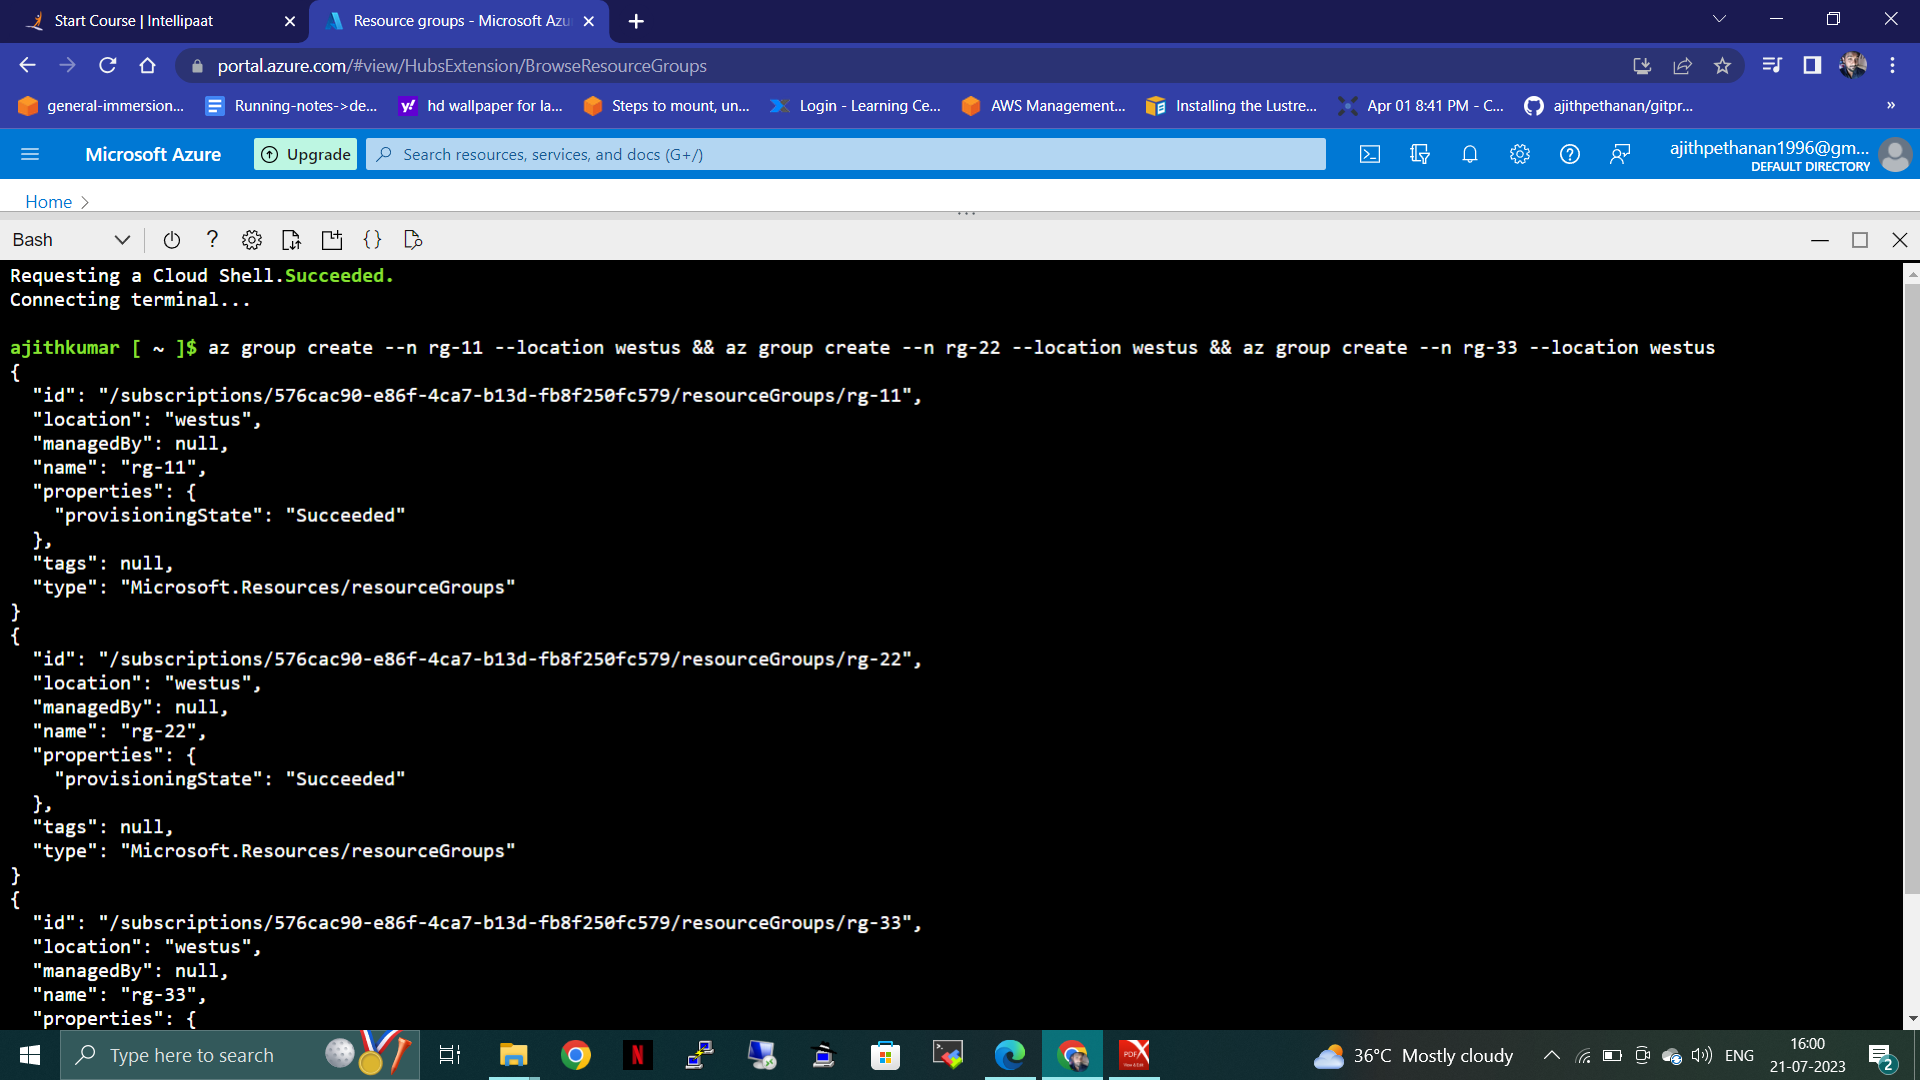 Start Course | Intellipaat
Resource groups - Microsoft Azu
portal.azure.com/#view/HubsExtension/BrowseResourceGroups
general-immersion...
Running-notes->de...
hd wallpaper for la...
Steps to mount, un...
Login - Learning Ce...
AWS Management...
Installing the Lustre...
Apr 01 8:41 PM - C...
ajithpethanan/gitpr...
»
Microsoft Azure
Upgrade
Search resources, services, and docs (G+/)
ajithpethanan1996@gm...
DEFAULT DIRECTORY
Home >
Bash
Requesting a Cloud Shell.Succeeded.
Connecting terminal...
ajithkumar [ ~ ]$ az group create --n rg-11 --location westus && az group create --n rg-22 --location westus && az group create --n rg-33 --location westus
{
  "id": "/subscriptions/576cac90-e86f-4ca7-b13d-fb8f250fc579/resourceGroups/rg-11",
  "location": "westus",
  "managedBy": null,
  "name": "rg-11",
  "properties": {
    "provisioningState": "Succeeded"
  },
  "tags": null,
  "type": "Microsoft.Resources/resourceGroups"
}
{
  "id": "/subscriptions/576cac90-e86f-4ca7-b13d-fb8f250fc579/resourceGroups/rg-22",
  "location": "westus",
  "managedBy": null,
  "name": "rg-22",
  "properties": {
    "provisioningState": "Succeeded"
  },
  "tags": null,
  "type": "Microsoft.Resources/resourceGroups"
}
{
  "id": "/subscriptions/576cac90-e86f-4ca7-b13d-fb8f250fc579/resourceGroups/rg-33",
  "location": "westus",
  "managedBy": null,
  "name": "rg-33",
  "properties": {
Type here to search
36°C Mostly cloudy
ENG
16:00
21-07-2023
2